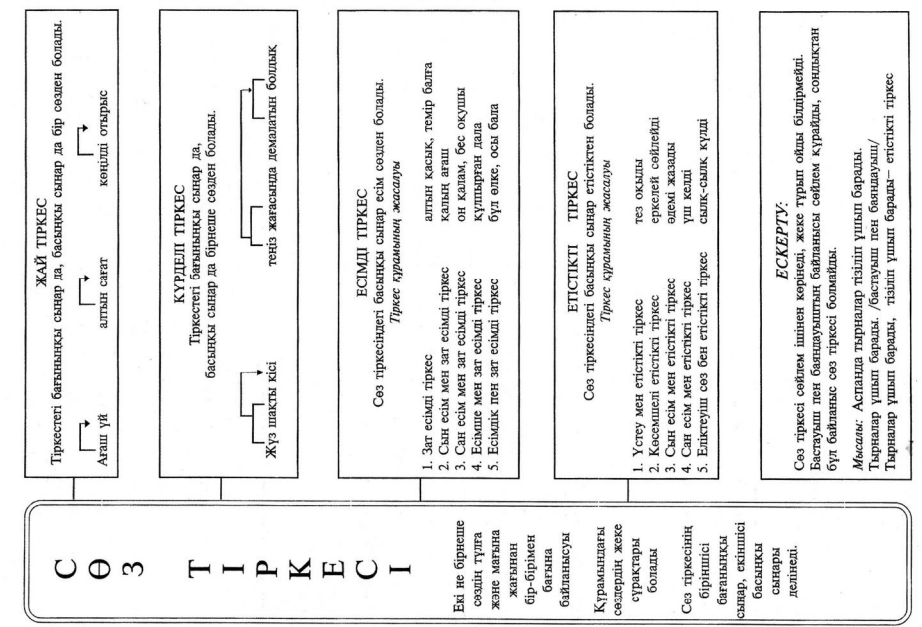 СӨЗ ТІРКЕСІ
Екі не бірнеше
сөздің тұлға
және мағына
жағынан
бір-бірімен
бағына
байланысуы
Құрамындағы
сөздердің жеке
сұрақтары
болады
Сөз тіркесінің
біріншісі
бағаныңқы
сыңар, екіншісі
басыңқы
сыңары
делінеді.
ЖАЙ ТІРКЕС
Тіркестегі бағыныңқы сыңар да, басыңқы сыңар да бір сөзден болады.
Ағаш үй алтын сағат көңілді отырыс
КҮРДЕЛІ ТІРКЕС
Тіркестегі бағыныңқы сыңар да,
басыңқы сыңар да бірнеше сөзден болады.
Жүз шақты кісі теңіз жағасында демалатын болдық
ЕСІМДІ ТІРКЕС
Сөз тіркесіндегі басыңқы сыңар есім сөзден болады.
Тіркес құрамының жасалуы
1. Зат есімді тіркес алтын қасық, темір балға
2. Сын есім мен зат есімді тіркес қалың ағаш
3. Сан есім мен зат есімді тіркес он қалам, бес оқушы
4. Есімше мен зат есімді тіркес құлпырған дала
5. Есімдік пен зат есімді тіркес бұл өлке, осы бала
ЕТІСТІКТІ ТІРКЕС
Сөз тіркесіндегі басыңқы сыңар етістіктен болады.
Тіркес құрамының жасалуы
1. Үстеу мен етістікті тіркес тез оқыды
2. Көсемшелі етістікті тіркес еркелей сөйлейді
3. Сын есім мен етістікті тіркес әдемі жазады
4. Сан есім мен етістікті тіркес үш келді
5. Еліктеуіш сөз бен етістікті тіркес сылқ-сылқ күлді
ЕСКЕРТУ:
Сөз тіркесі сөйлем ішінен көрінеді, жеке тұрып ойды білдірмейді.
Бастауыш пен баяндауыштың байланысы сөйлем құрайды, сондықтан
бұл байланыс сөз тіркесі болмайды.
Мысалы: Аспанда тырналар тізіліп ұшып барады.
Тырналар ұшып барады. /бастауыш пен баяндауыш/
Тырналар ұшып барады, тізіліп ұшып барады— етістікті тіркес